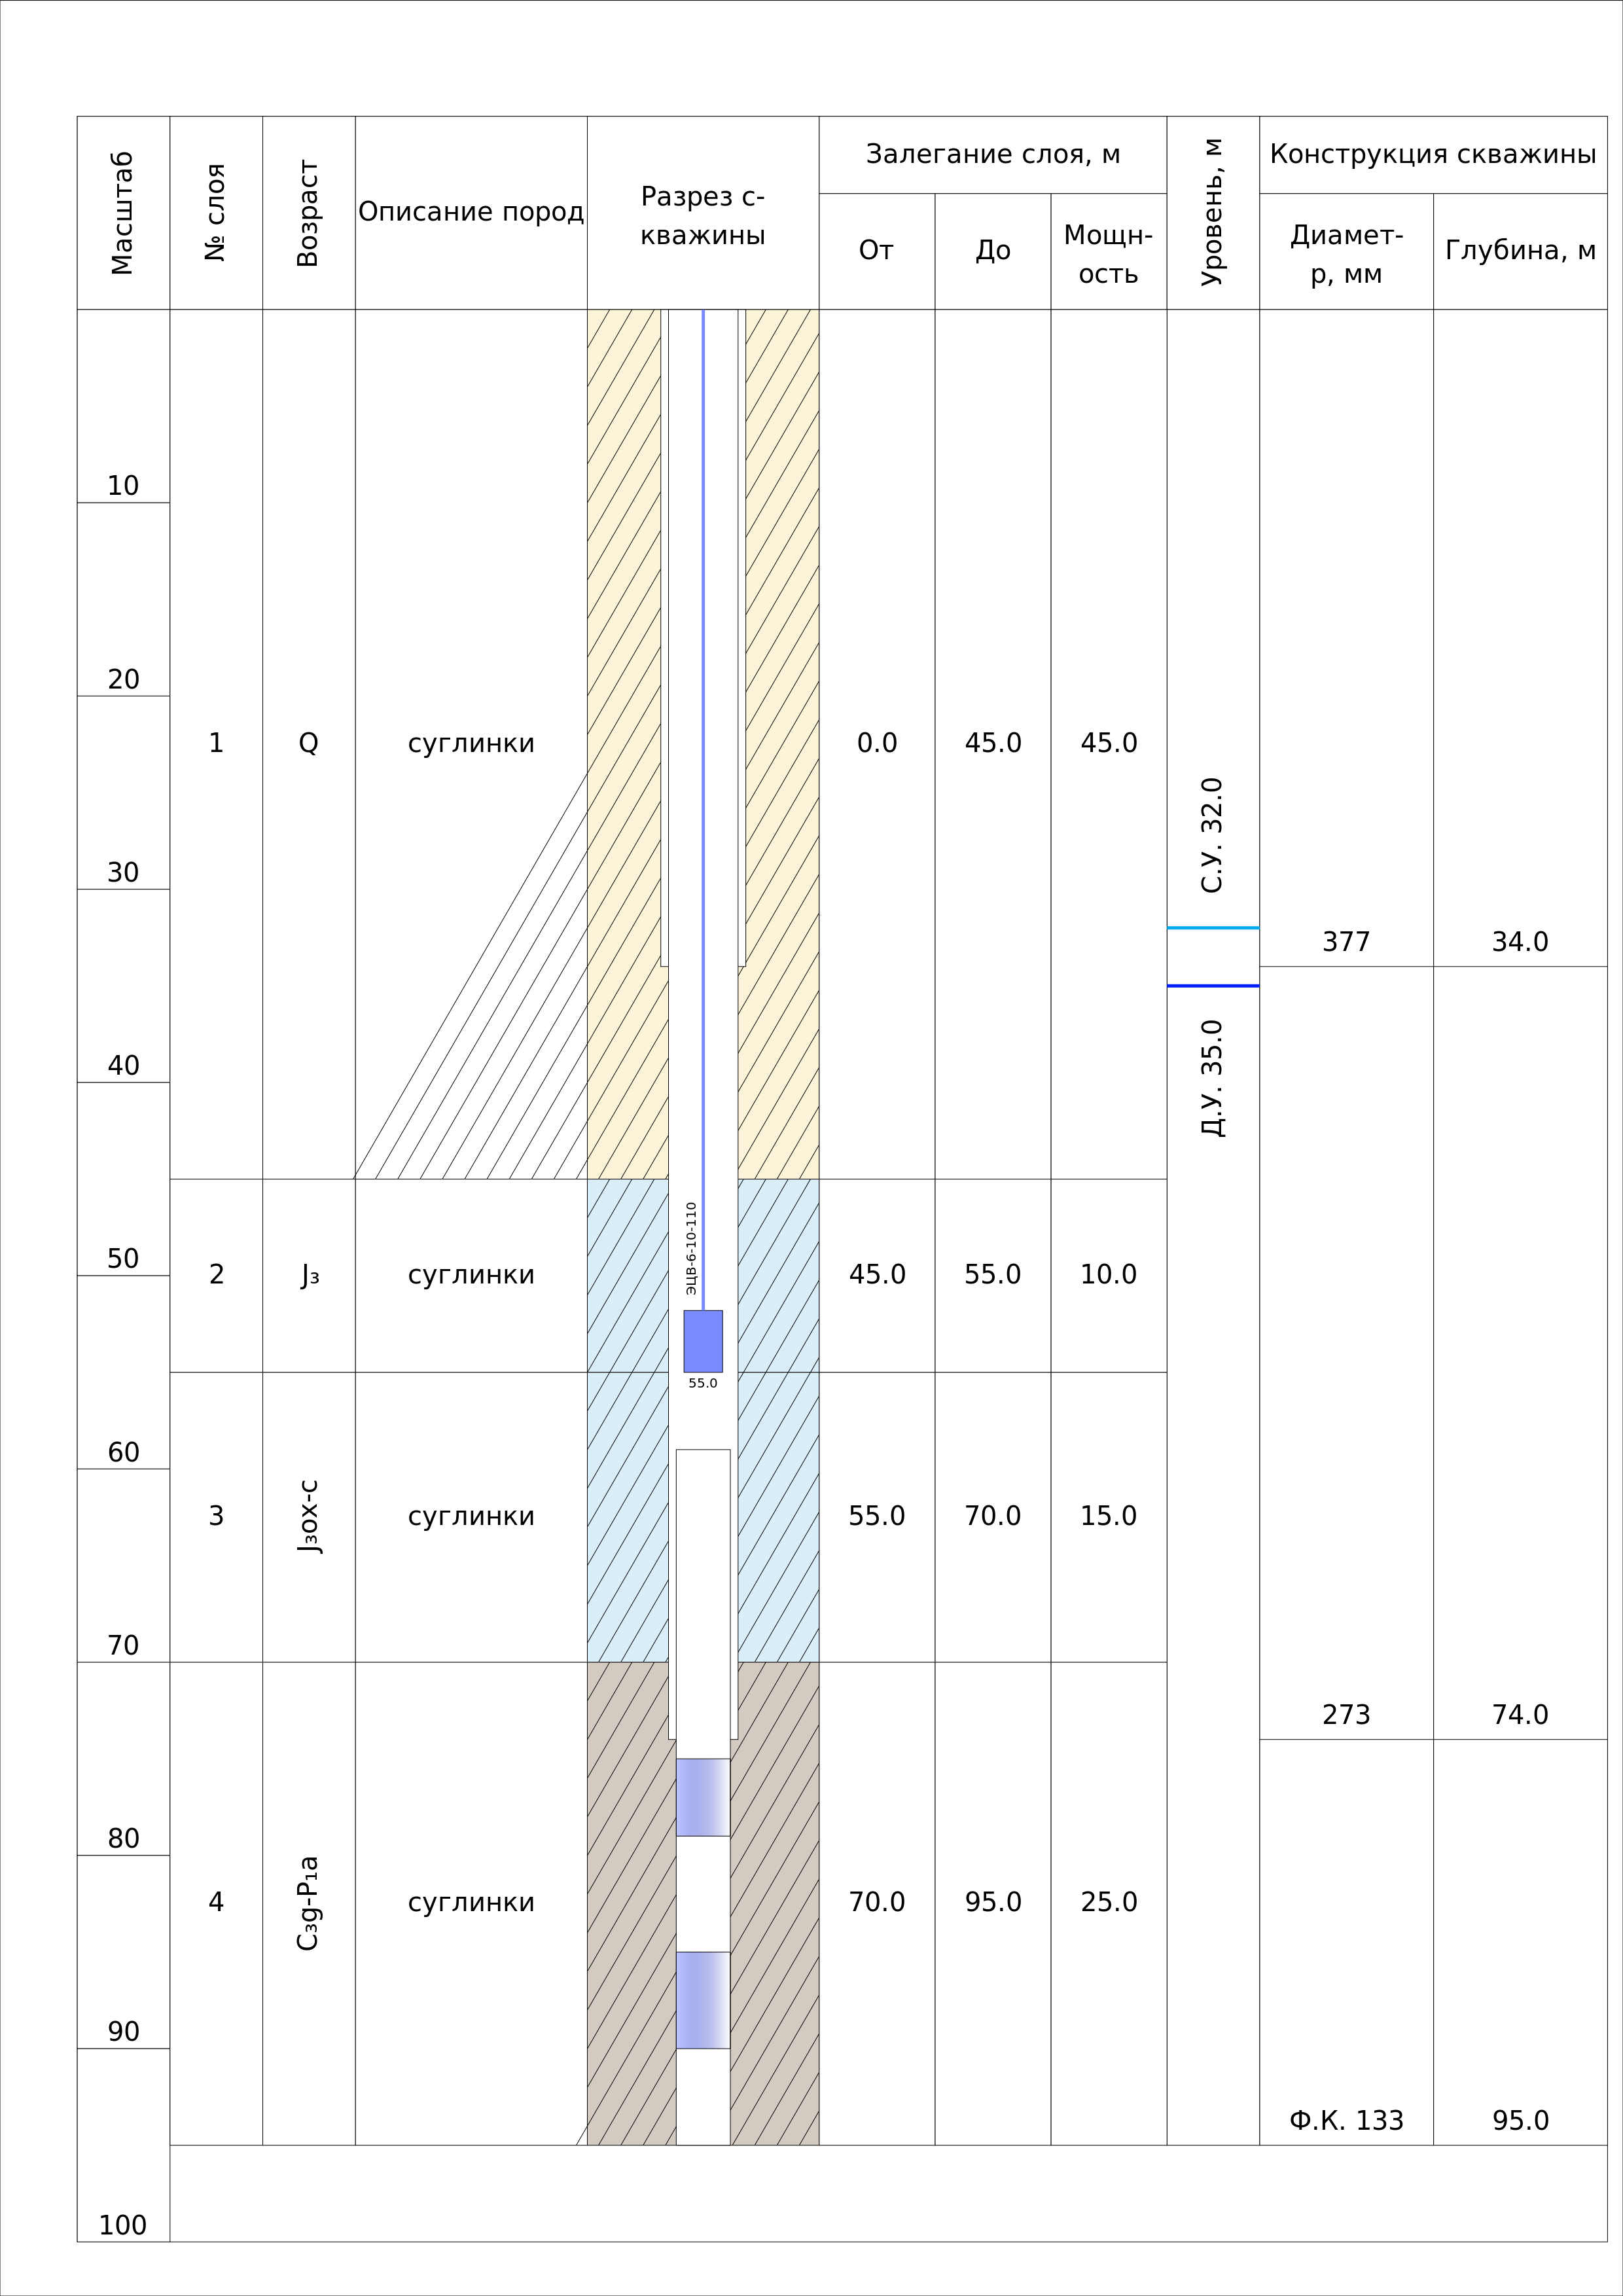 Масштаб
№ слоя
Возраст
Описание пород
Разрез с-
кважины
Залегание слоя, м
От
До
Мощн-
ость
Уровень, м
Конструкция скважины
Диамет-
р, мм
Глубина, м
10
20
30
40
50
60
70
80
90
100
1
Q
суглинки
0.0
45.0
45.0
С.У. 32.0
Д.У. 35.0
377
34.0
2
J₃
суглинки
ЭЦВ-6-10-110
55.0
45.0
55.0
10.0
3
J₃ox-c
суглинки
55.0
70.0
15.0
273
74.0
4
C₃g-P₁a
суглинки
70.0
95.0
25.0
Ф.К. 133
95.0